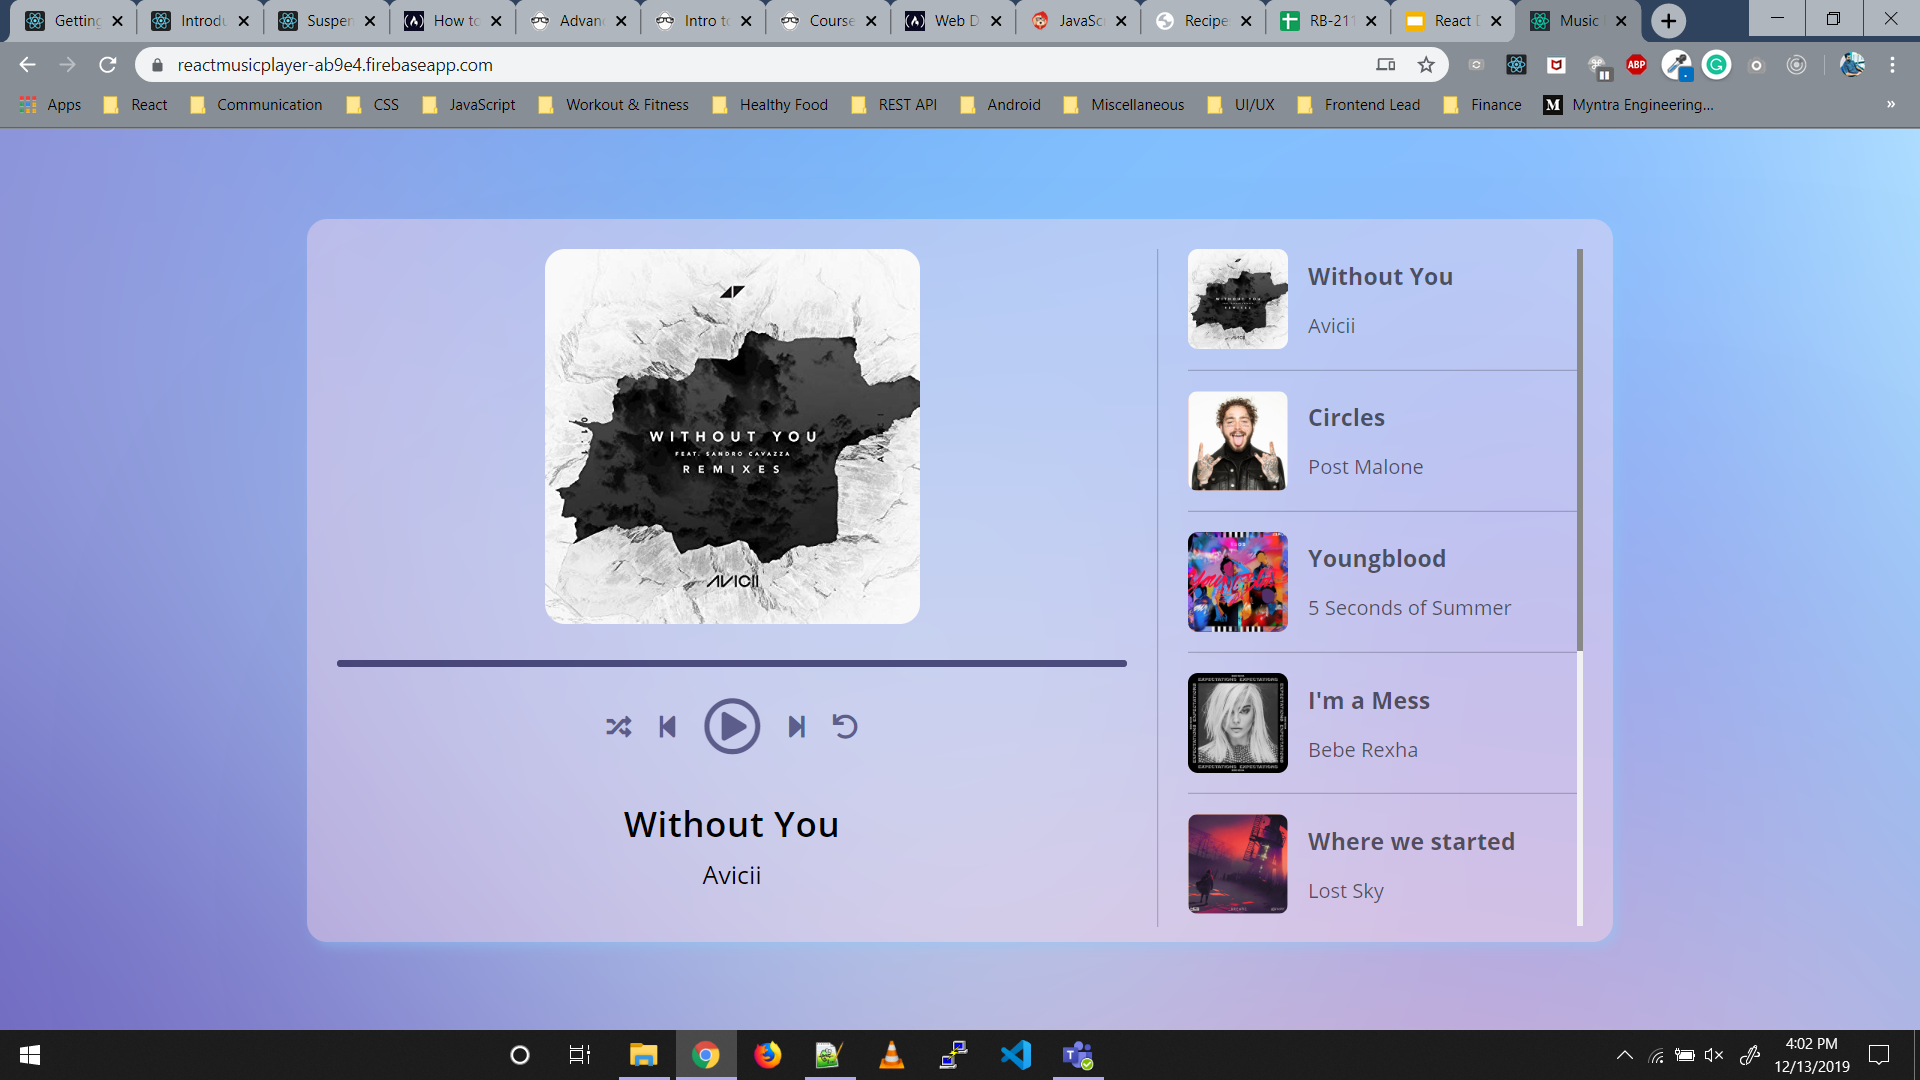 Getting
Introdu
Suspen
How to
Advan
Intro to
Course
Web D
JavaSc
Recipe
RB-211
React D
Music
reactmusicplayer-ab9e4.firebaseapp.com
ABP
Apps
React
Communication
CSS
JavaScript
Workout & Fitness
Healthy Food
REST API
Android
Miscellaneous
UI/UX
Frontend Lead
Finance
Myntra Engineering...
WITHOUT YOU
FEAT. SANDRO CAVAZZA
REMIXES
AVICII
Without You
Avicii
Without You
Avicii
Circles
Post Malone
Youngblood
5 Seconds of Summer
I'm a Mess
Bebe Rexha
Where we started
Lost Sky
4:02 PM
12/13/2019